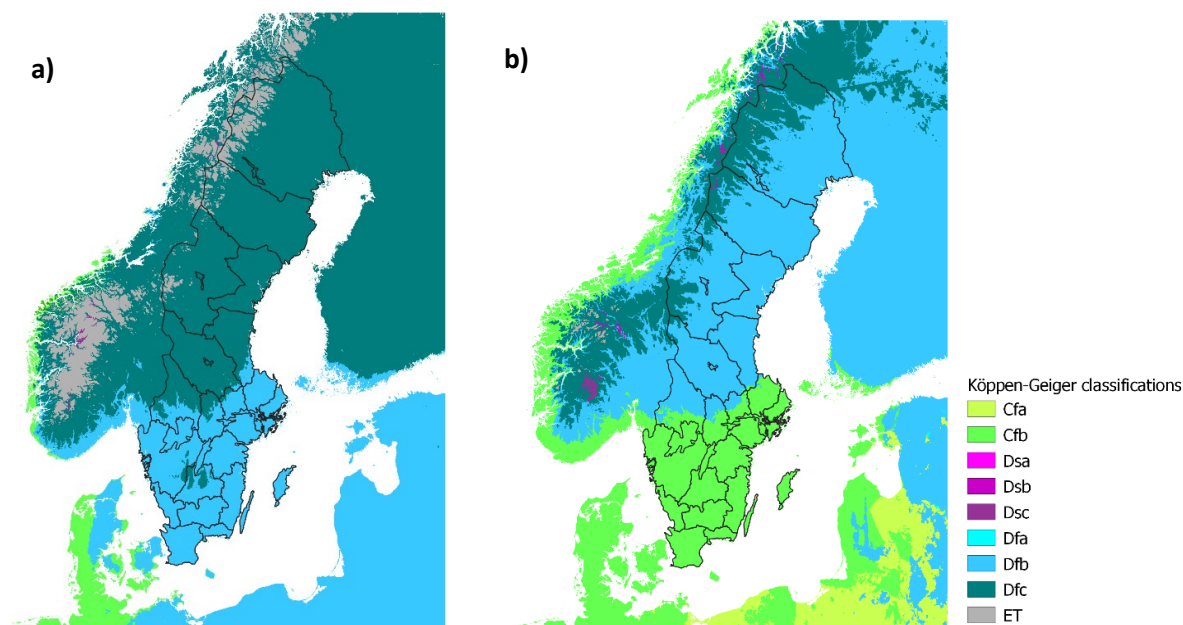 a)
b)
Köppen-Geiger classifications
Cfa
Cfb
Dsa
Dsb
Dsc
Dfa
Dfb
Dfc
ET